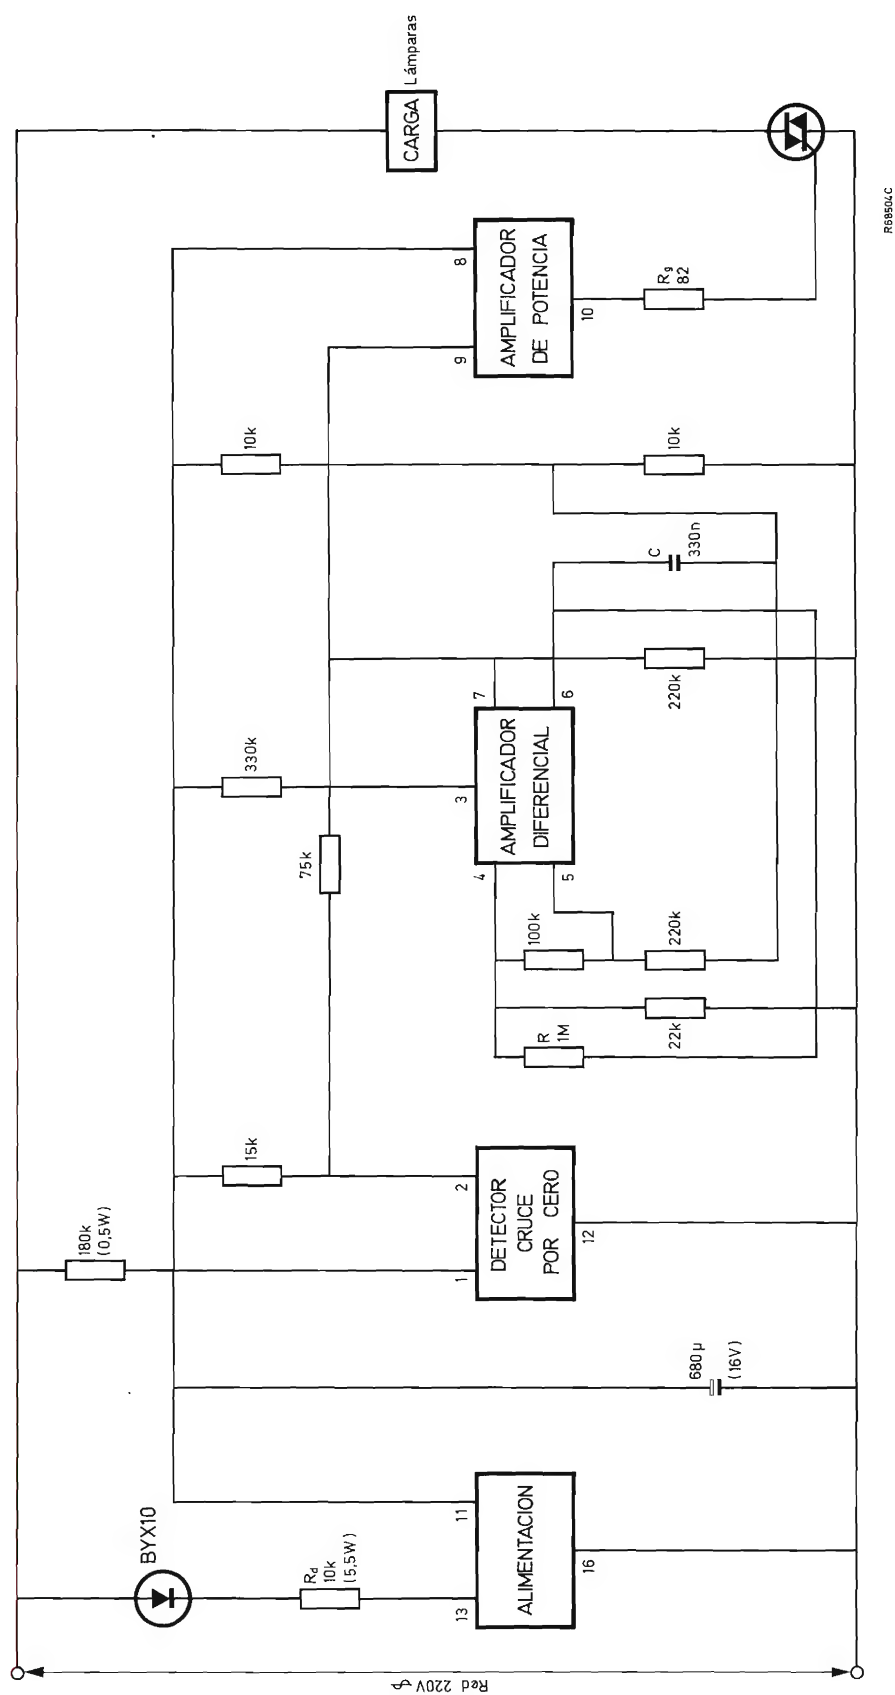 Red 220V
BYX10
Rd
10k
(5,5W)
13
11
ALIMENTACION
16
680µ
(16V)
180k
(0,5W)
15k
1
2
DETECTOR
CRUCE
POR CERO
12
R
1M
22k
100k
220k
75k
330k
4
5
3
AMPLIFICADOR
DIFERENCIAL
7
6
220k
C
330n
10k
10k
9
8
AMPLIFICADOR
DE POTENCIA
10
Rg
82
CARGA
Lámparas
R68504C